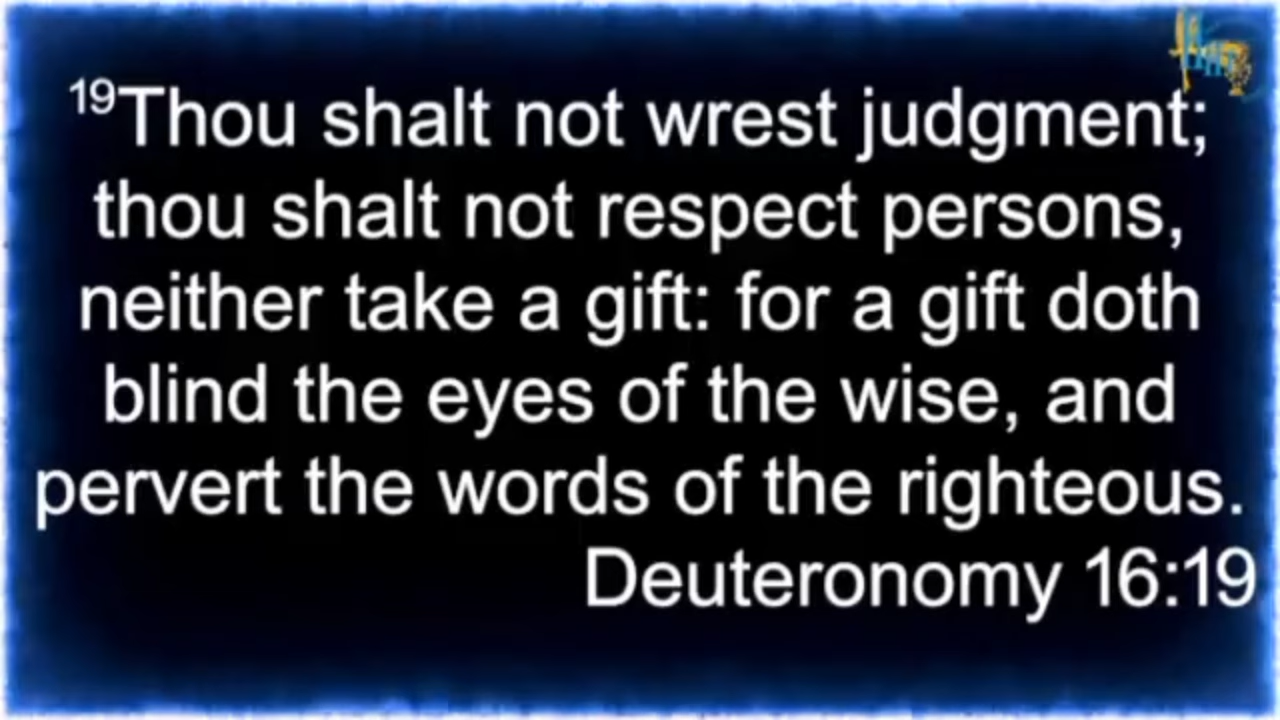 ¹⁹Thou shalt not wrest judgment;
thou shalt not respect persons,
neither take a gift: for a gift doth
blind the eyes of the wise, and
pervert the words of the righteous.
Deuteronomy 16:19